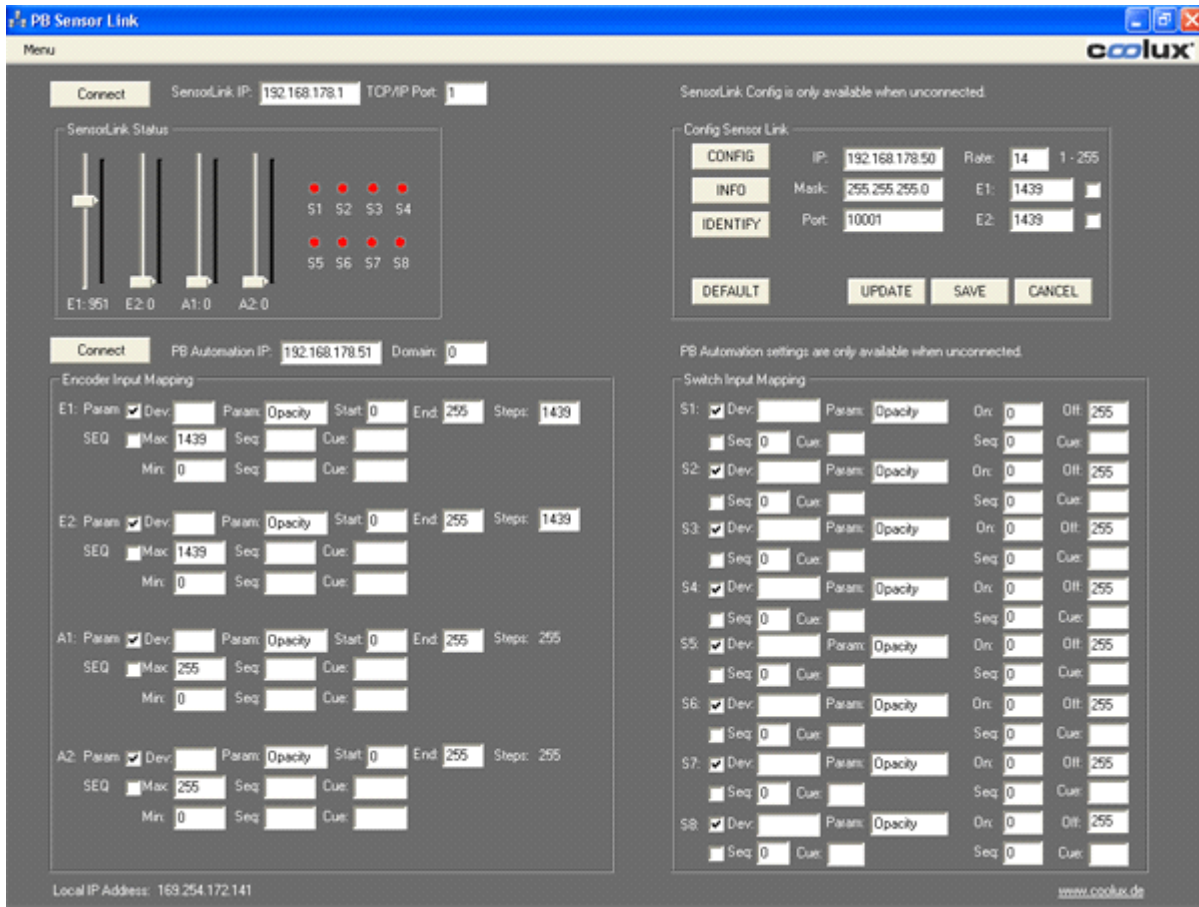 PB Sensor Link
Menu
coolux
Connect SensorLink IP: 192.168.178.1 TCP/IP Port: 1
SensorLink Config is only available when unconnected.
SensorLink Status
S1 S2 S3 S4
S5 S6 S7 S8
E1: 951 E2: 0 A1: 0 A2: 0
Config Sensor Link
CONFIG IP: 192.168.178.50 Rate: 14 1 - 255
INFO Mask: 255.255.255.0 E1: 1439
IDENTIFY Port: 10001 E2: 1439
DEFAULT UPDATE SAVE CANCEL
Connect PB Automation IP: 192.168.178.51 Domain: 0
PB Automation settings are only available when unconnected.
Encoder Input Mapping
E1: Param Dev: Param: Opacity Start: 0 End: 255 Steps: 1439
SEQ Max: 1439 Seq: Cue:
Min: 0 Seq: Cue:
E2: Param Dev: Param: Opacity Start: 0 End: 255 Steps: 1439
SEQ Max: 1439 Seq: Cue:
Min: 0 Seq: Cue:
A1: Param Dev: Param: Opacity Start: 0 End: 255 Steps: 255
SEQ Max: 255 Seq: Cue:
Min: 0 Seq: Cue:
A2: Param Dev: Param: Opacity Start: 0 End: 255 Steps: 255
SEQ Max: 255 Seq: Cue:
Min: 0 Seq: Cue:
Switch Input Mapping
S1: Dev: Param: Opacity On: 0 Off: 255
Seq: 0 Cue: Seq: 0 Cue:
S2: Dev: Param: Opacity On: 0 Off: 255
Seq: 0 Cue: Seq: 0 Cue:
S3: Dev: Param: Opacity On: 0 Off: 255
Seq: 0 Cue: Seq: 0 Cue:
S4: Dev: Param: Opacity On: 0 Off: 255
Seq: 0 Cue: Seq: 0 Cue:
S5: Dev: Param: Opacity On: 0 Off: 255
Seq: 0 Cue: Seq: 0 Cue:
S6: Dev: Param: Opacity On: 0 Off: 255
Seq: 0 Cue: Seq: 0 Cue:
S7: Dev: Param: Opacity On: 0 Off: 255
Seq: 0 Cue: Seq: 0 Cue:
S8: Dev: Param: Opacity On: 0 Off: 255
Seq: 0 Cue: Seq: 0 Cue:
Local IP Address: 169.254.172.141
www.coolux.de